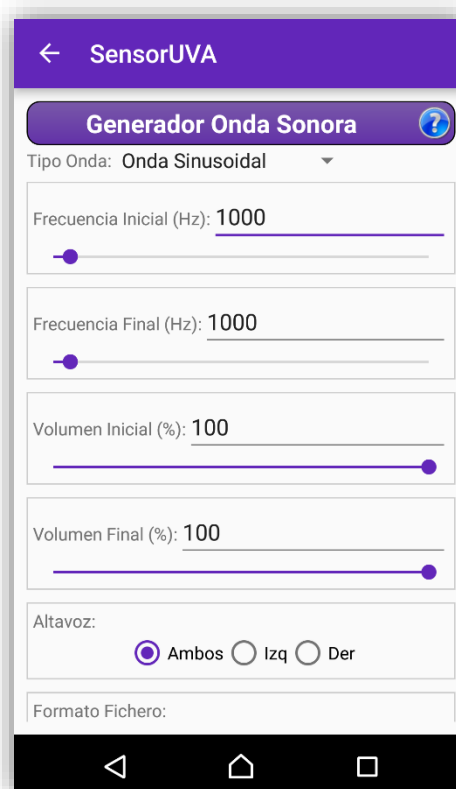 SensorUVA
Generador Onda Sonora ?
Tipo Onda: Onda Sinusoidal
Frecuencia Inicial (Hz): 1000
Frecuencia Final (Hz): 1000
Volumen Inicial (%): 100
Volumen Final (%): 100
Altavoz:
Ambos Izq Der
Formato Fichero: